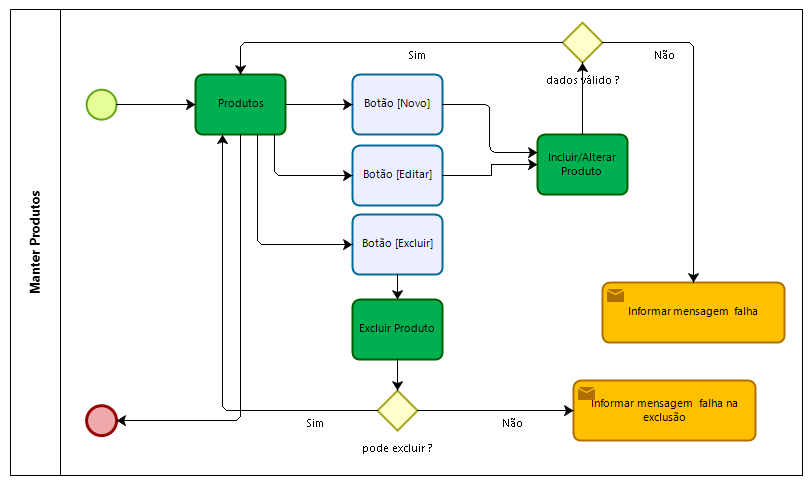 Manter Produtos
Sim
Não
dados válido ?
Produtos
Botão [Novo]
Incluir/Alterar
Produto
Botão [Editar]
Botão [Excluir]
Informar mensagem falha
Excluir Produto
Informar mensagem falha na
exclusão
Sim
Não
pode excluir ?